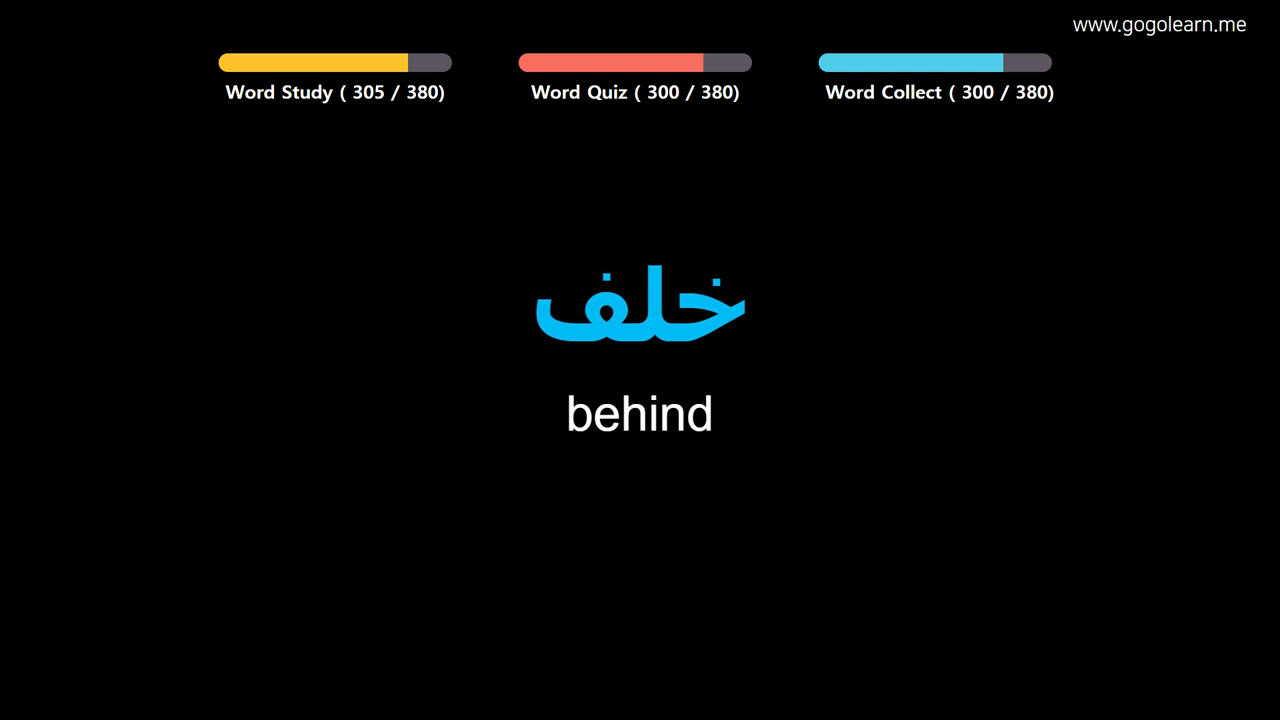 www.gogolearn.me
Word Study ( 305 / 380)
Word Quiz ( 300 / 380)
Word Collect ( 300 / 380)
خلف
behind